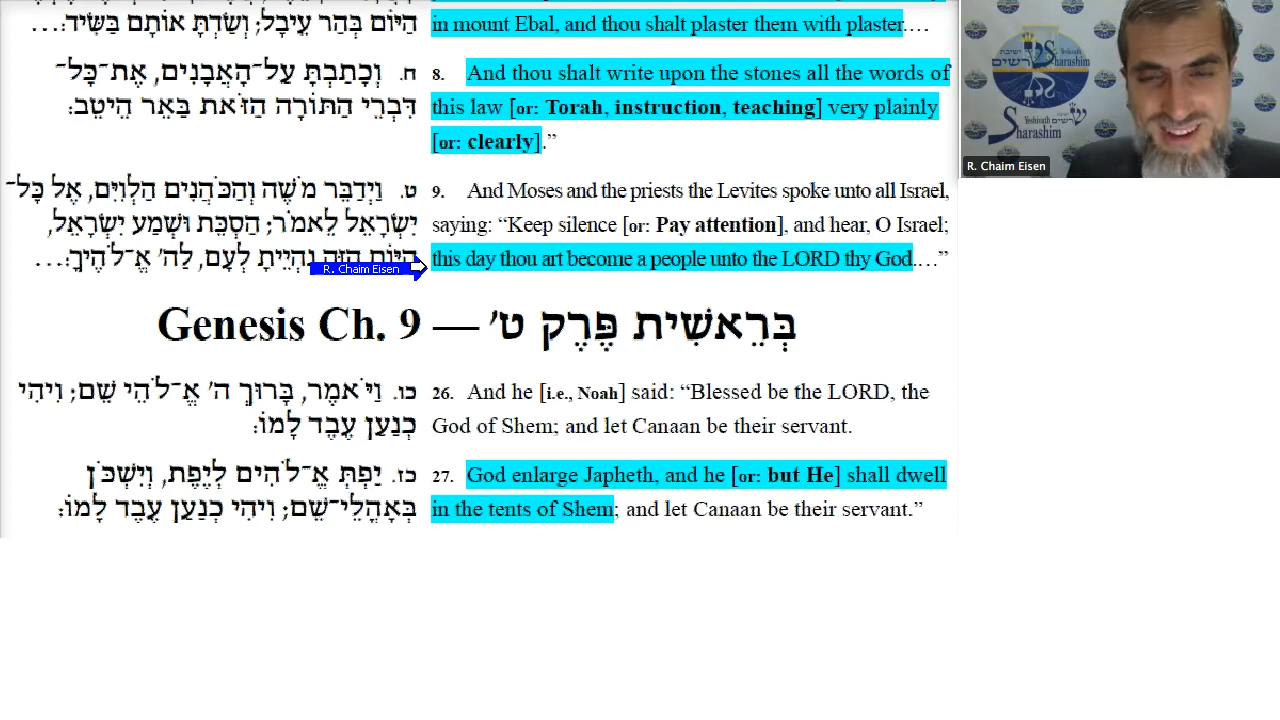 הַיּוֹם בְּהַר עֵיבָל; וְשַׂדְתָּ אוֹתָם בַּשִּׂיד:…
in mount Ebal, and thou shalt plaster them with plaster.…
ח. וְכָתַבְתָּ עַל־הָאֲבָנִים, אֶת־כָּל־
דִּבְרֵי הַתּוֹרָה הַזֹּאת בַּאֵר הֵיטֵב:
8. And thou shalt write upon the stones all the words of
this law [or: Torah, instruction, teaching] very plainly
[or: clearly].”
ט. וַיְדַבֵּר מֹשֶׁה וְהַכֹּהֲנִים הַלְוִיִּם, אֶל כָּל־
יִשְׂרָאֵל לֵאמֹר; הַסְכֵּת וּשְׁמַע יִשְׂרָאֵל,
הַיּוֹם הַזֶּה נִהְיֵיתָ לְעָם, לַה׳ אֱ־לֹהֶיךָ:…
9. And Moses and the priests the Levites spoke unto all Israel,
saying: “Keep silence [or: Pay attention], and hear, O Israel;
this day thou art become a people unto the LORD thy God.…”
R. Chaim Eisen
Genesis Ch. 9 — בְּרֵאשִׁית פֶּרֶק ט׳
כו. וַיֹּאמֶר, בָּרוּךְ ה׳ אֱ־לֹהֵי שֵׁם; וִיהִי
כְנַעַן עֶבֶד לָמוֹ:
26. And he [i.e., Noah] said: “Blessed be the LORD, the
God of Shem; and let Canaan be their servant.
כז. יַפְתְּ אֱ־לֹהִים לְיֶפֶת, וְיִשְׁכֹּן
בְּאָהֳלֵי־שֵׁם; וִיהִי כְנַעַן עֶבֶד לָמוֹ:
27. God enlarge Japheth, and he [or: but He] shall dwell
in the tents of Shem; and let Canaan be their servant.”
ישיבת
שרשים
Sharashim
Yeshivath
שרשים
Sharashim
R. Chaim Eisen